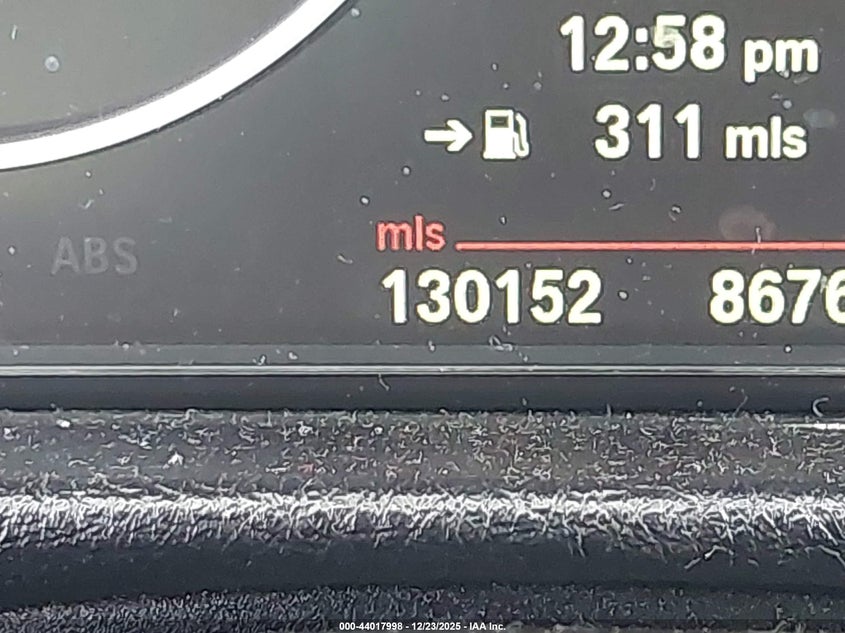 12:58 pm
311 mls
mls
ABS
130152 8676
000-44017998 - 12/23/2025 - IAA Inc.